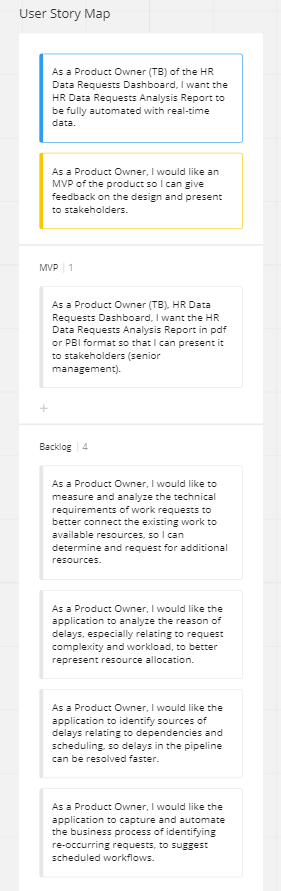 User Story Map
As a Product Owner (TB) of the HR
Data Requests Dashboard, I want the
HR Data Requests Analysis Report to
be fully automated with real-time
data.
As a Product Owner, I would like an
MVP of the product so I can give
feedback on the design and present
to stakeholders.
MVP | 1
As a Product Owner (TB), HR Data
Requests Dashboard, I want the HR
Data Requests Analysis Report in pdf
or PBI format so that I can present it
to stakeholders (senior
management).
+
Backlog | 4
As a Product Owner, I would like to
measure and analyze the technical
requirements of work requests to
better connect the existing work to
available resources, so I can
determine and request for additional
resources.
As a Product Owner, I would like the
application to analyze the reason of
delays, especially relating to request
complexity and workload, to better
represent resource allocation.
As a Product Owner, I would like the
application to identify sources of
delays relating to dependencies and
scheduling, so delays in the pipeline
can be resolved faster.
As a Product Owner, I would like the
application to capture and automate
the business process of identifying
re-occurring requests, to suggest
scheduled workflows.